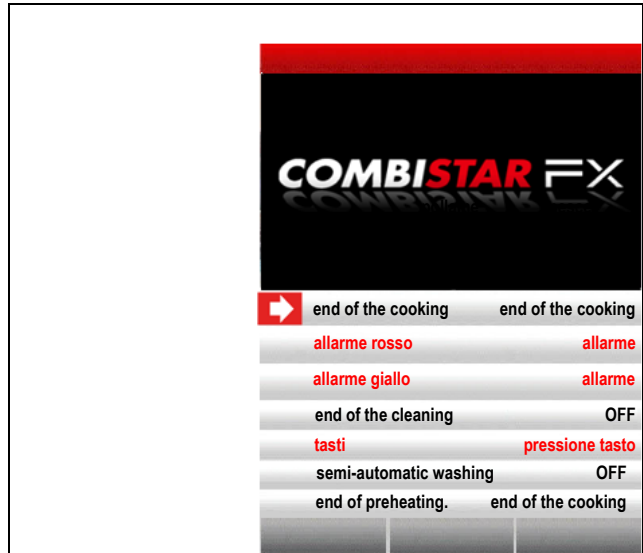 COMBISTAR FX
end of the cooking end of the cooking
allarme rosso allarme
allarme giallo allarme
end of the cleaning OFF
tasti pressione tasto
semi-automatic washing OFF
end of preheating. end of the cooking